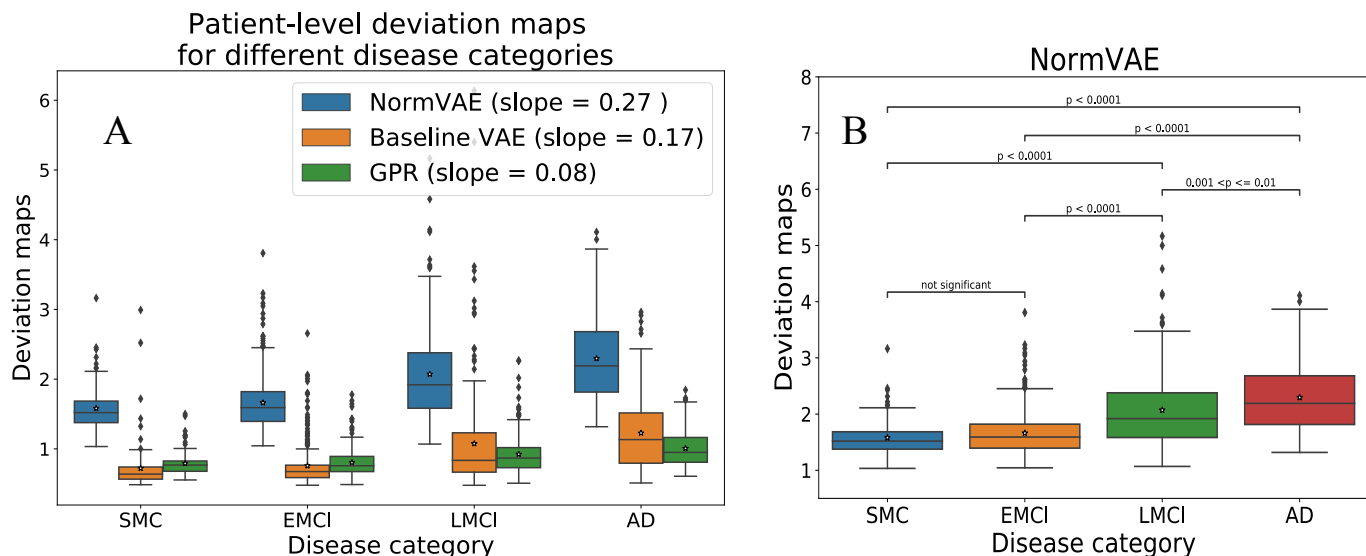 Patient-level deviation maps
for different disease categories
A
NormVAE (slope = 0.27 )
Baseline VAE (slope = 0.17)
GPR (slope = 0.08)
6
5
4
3
2
1
Deviation maps
SMC
EMCI
LMCI
AD
Disease category
NormVAE
B
8
7
6
5
4
3
2
1
Deviation maps
p < 0.0001
p < 0.0001
p < 0.0001
0.001 <p <= 0.01
p < 0.0001
not significant
SMC
EMCI
LMCI
AD
Disease category